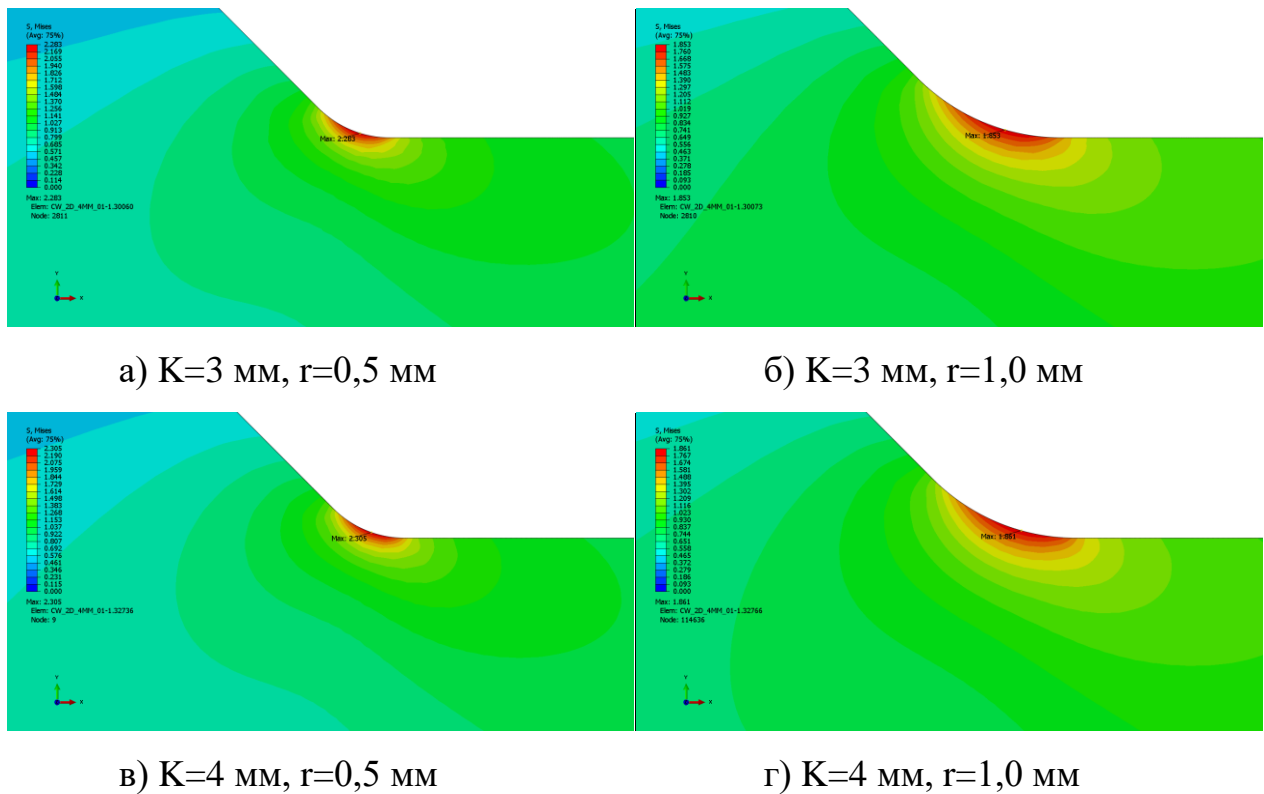 S, Mises
(Avg: 75%)
2.283
2.169
2.055
1.940
1.826
1.712
1.598
1.484
1.370
1.256
1.141
1.027
0.913
0.799
0.685
0.571
0.457
0.342
0.228
0.114
0.000
Max: 2.283
Elem: CW_2D_4MM_01-1.30060
Node: 2811
Max: 2.283
Y
X
S, Mises
(Avg: 75%)
1.853
1.760
1.668
1.575
1.483
1.390
1.297
1.205
1.112
1.019
0.927
0.834
0.741
0.649
0.556
0.463
0.371
0.278
0.185
0.093
0.000
Max: 1.853
Elem: CW_2D_4MM_01-1.30073
Node: 2810
Max: 1.853
Y
X
а) K=3 мм, r=0,5 мм
б) K=3 мм, r=1,0 мм
S, Mises
(Avg: 75%)
2.305
2.190
2.075
1.959
1.844
1.729
1.614
1.498
1.383
1.268
1.153
1.037
0.922
0.807
0.692
0.576
0.461
0.346
0.231
0.115
0.000
Max: 2.305
Elem: CW_2D_4MM_01-1.32736
Node: 9
Max: 2.305
Y
X
S, Mises
(Avg: 75%)
1.861
1.767
1.674
1.581
1.488
1.395
1.302
1.209
1.116
1.023
0.930
0.837
0.744
0.651
0.558
0.465
0.372
0.279
0.186
0.093
0.000
Max: 1.861
Elem: CW_2D_4MM_01-1.32766
Node: 114636
Max: 1.861
Y
X
в) K=4 мм, r=0,5 мм
г) K=4 мм, r=1,0 мм